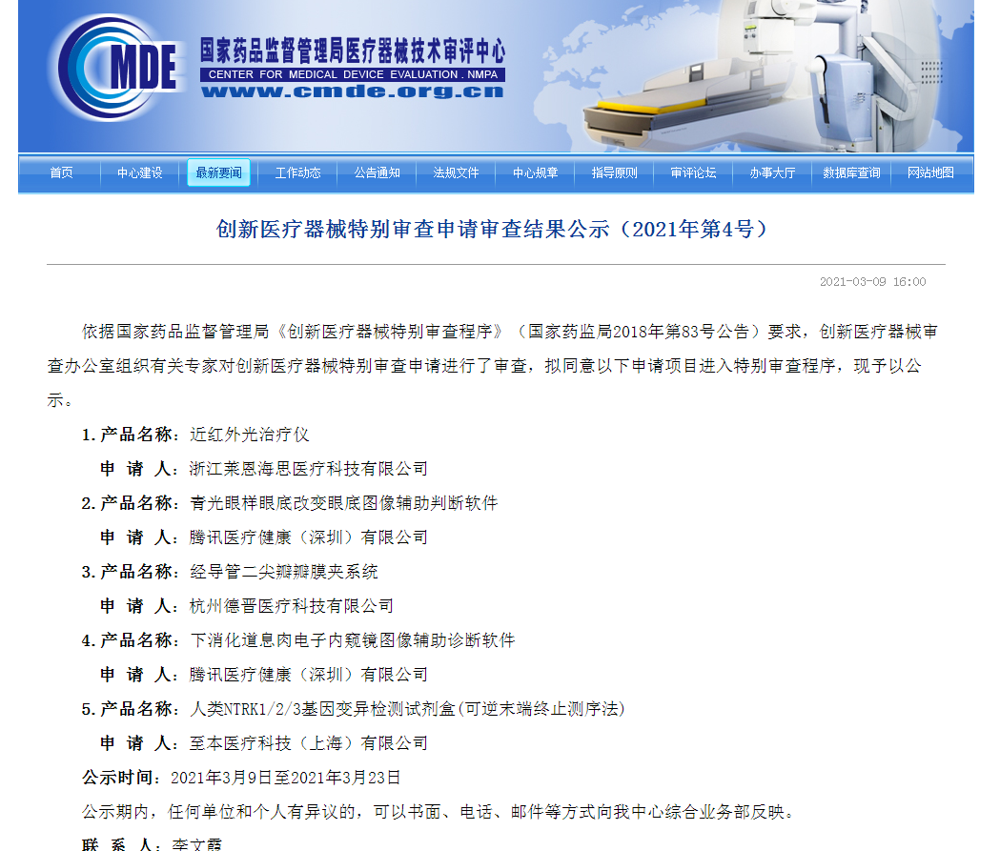 CMDE
国家药品监督管理局医疗器械技术审评中心
CENTER FOR MEDICAL DEVICE EVALUATION . NMPA
www.cmde.org.cn
首页 中心建设 最新要闻 工作动态 公告通知 法规文件 中心规章 指导原则 审评论坛 办事大厅 数据库查询 网站地图
创新医疗器械特别审查申请审查结果公示（2021年第4号）
2021-03-09 16:00
依据国家药品监督管理局《创新医疗器械特别审查程序》（国家药监局2018年第83号公告）要求，创新医疗器械审
查办公室组织有关专家对创新医疗器械特别审查申请进行了审查，拟同意以下申请项目进入特别审查程序，现予以公
示。
1.产品名称：近红外光治疗仪
申 请 人：浙江莱恩海思医疗科技有限公司
2.产品名称：青光眼样眼底改变眼底图像辅助判断软件
申 请 人：腾讯医疗健康（深圳）有限公司
3.产品名称：经导管二尖瓣瓣膜夹系统
申 请 人：杭州德晋医疗科技有限公司
4.产品名称：下消化道息肉电子内窥镜图像辅助诊断软件
申 请 人：腾讯医疗健康（深圳）有限公司
5.产品名称：人类NTRK1/2/3基因变异检测试剂盒(可逆末端终止测序法)
申 请 人：至本医疗科技（上海）有限公司
公示时间：2021年3月9日至2021年3月23日
公示期内，任何单位和个人有异议的，可以书面、电话、邮件等方式向我中心综合业务部反映。
联 系 人：李文霞